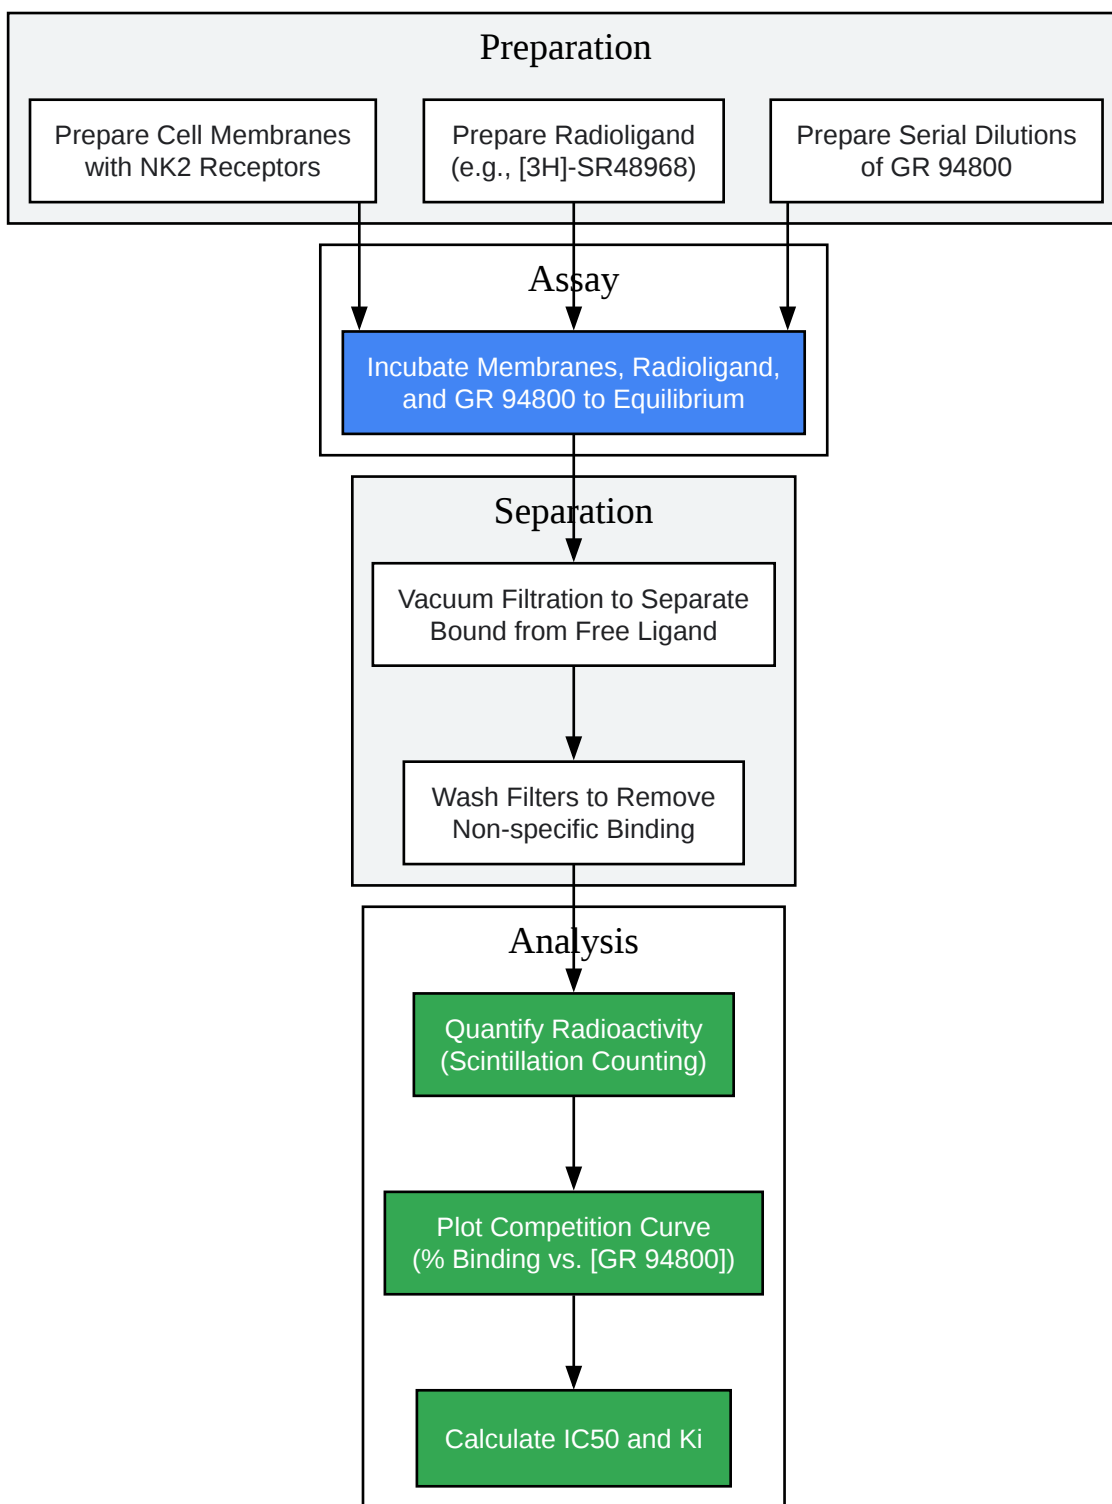 Preparation
Prepare Cell Membranes
with NK2 Receptors
Prepare Radioligand
(e.g., [3H]-SR48968)
Prepare Serial Dilutions
of GR 94800
Assay
Incubate Membranes, Radioligand,
and GR 94800 to Equilibrium
Separation
Vacuum Filtration to Separate
Bound from Free Ligand
Wash Filters to Remove
Non-specific Binding
Analysis
Quantify Radioactivity
(Scintillation Counting)
Plot Competition Curve
(% Binding vs. [GR 94800])
Calculate IC50 and Ki